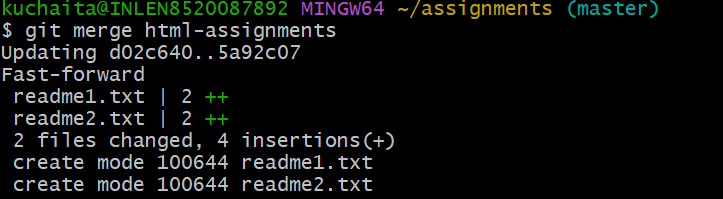 kuchaita@INLEN8520087892 MINGW64 ~/assignments (master)
$ git merge html-assignments
Updating d02c640..5a92c07
Fast-forward
 readme1.txt | 2 ++
 readme2.txt | 2 ++
 2 files changed, 4 insertions(+)
 create mode 100644 readme1.txt
 create mode 100644 readme2.txt